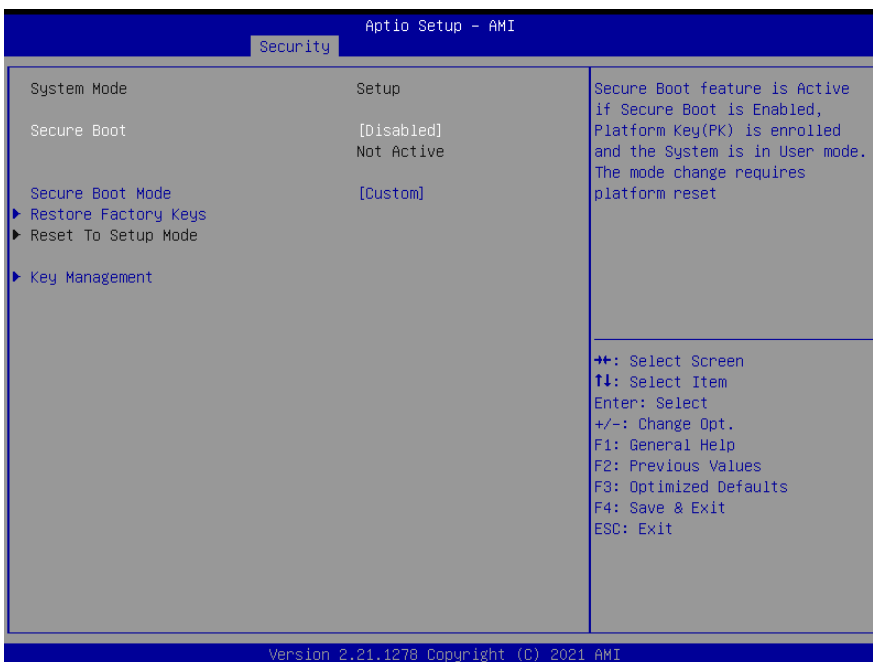 Aptio Setup - AMI
Security
System Mode Setup
Secure Boot [Disabled]
Not Active
Secure Boot Mode [Custom]
Restore Factory Keys
Reset To Setup Mode
Key Management
Secure Boot feature is Active
if Secure Boot is Enabled,
Platform Key(PK) is enrolled
and the System is in User mode.
The mode change requires
platform reset
→←: Select Screen
↑↓: Select Item
Enter: Select
+/-: Change Opt.
F1: General Help
F2: Previous Values
F3: Optimized Defaults
F4: Save & Exit
ESC: Exit
Version 2.21.1278 Copyright (C) 2021 AMI